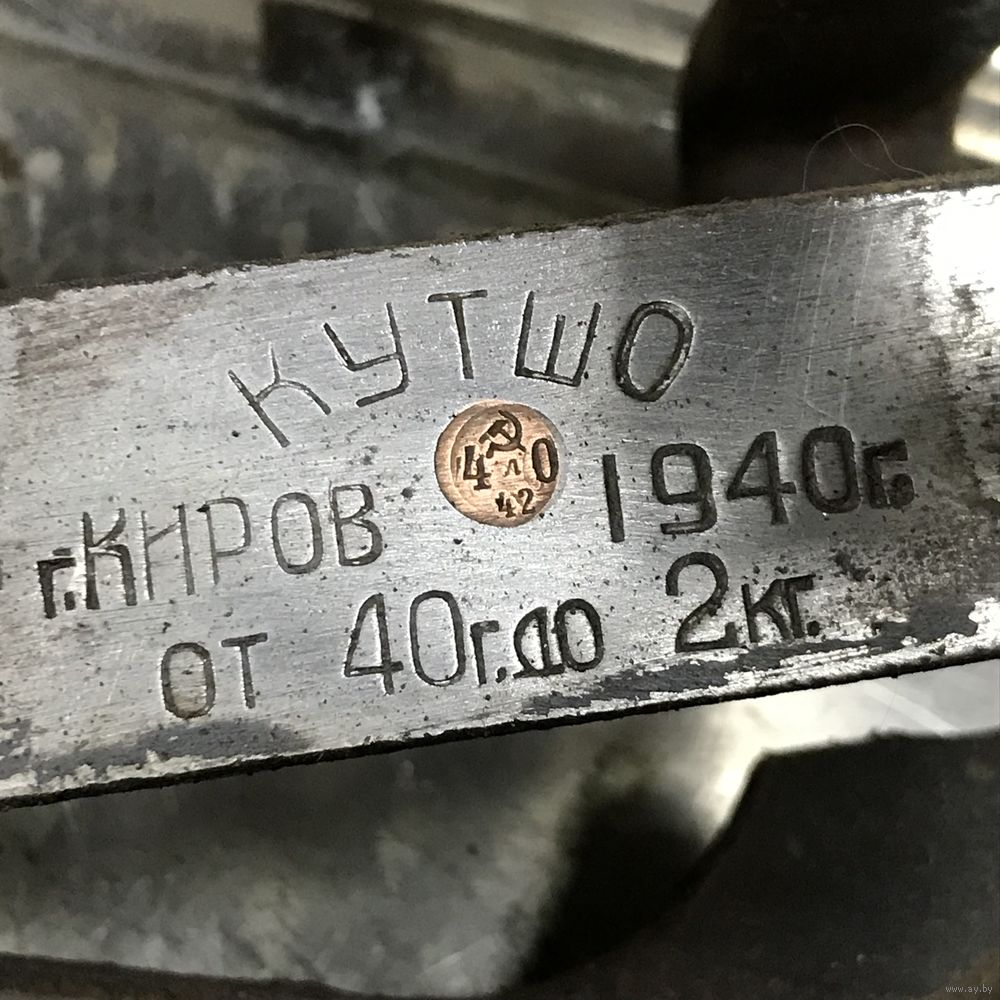 КУТШО
4 л 0
42
г.КИРОВ 1940г.
ОТ 40г.до 2кг.
www.ay.by